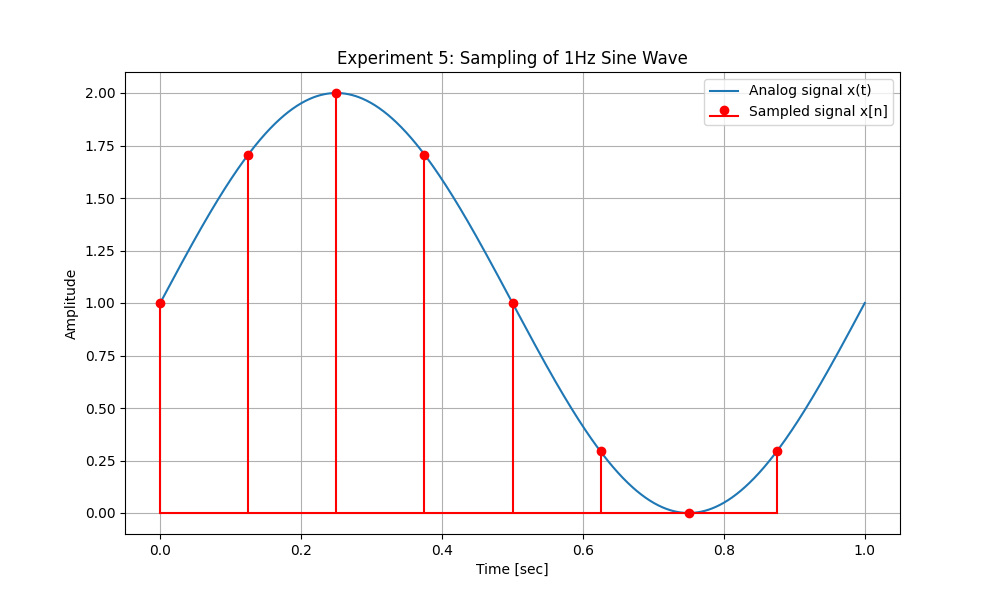 Experiment 5: Sampling of 1Hz Sine Wave
Analog signal x(t)
Sampled signal x[n]
Amplitude
2.00
1.75
1.50
1.25
1.00
0.75
0.50
0.25
0.00
0.0 0.2 0.4 0.6 0.8 1.0
Time [sec]